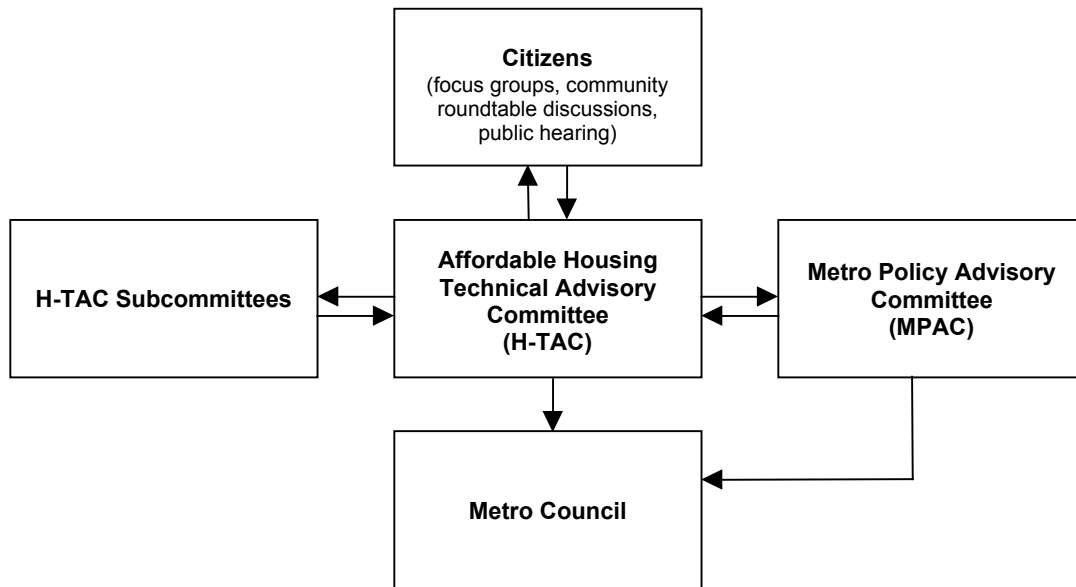 Citizens
(focus groups, community
roundtable discussions,
public hearing)
H-TAC Subcommittees
Affordable Housing
Technical Advisory
Committee
(H-TAC)
Metro Policy Advisory
Committee
(MPAC)
Metro Council